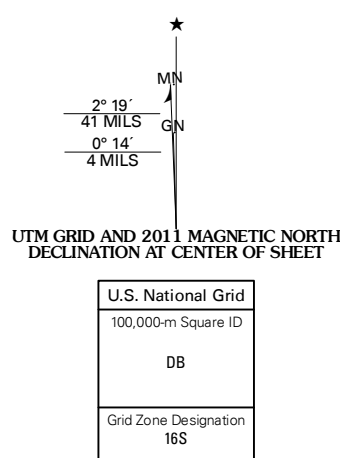 MN
2° 19´
41 MILS
GN
0° 14´
4 MILS
UTM GRID AND 2011 MAGNETIC NORTH
DECLINATION AT CENTER OF SHEET
U.S. National Grid
100,000-m Square ID
DB
Grid Zone Designation
16S